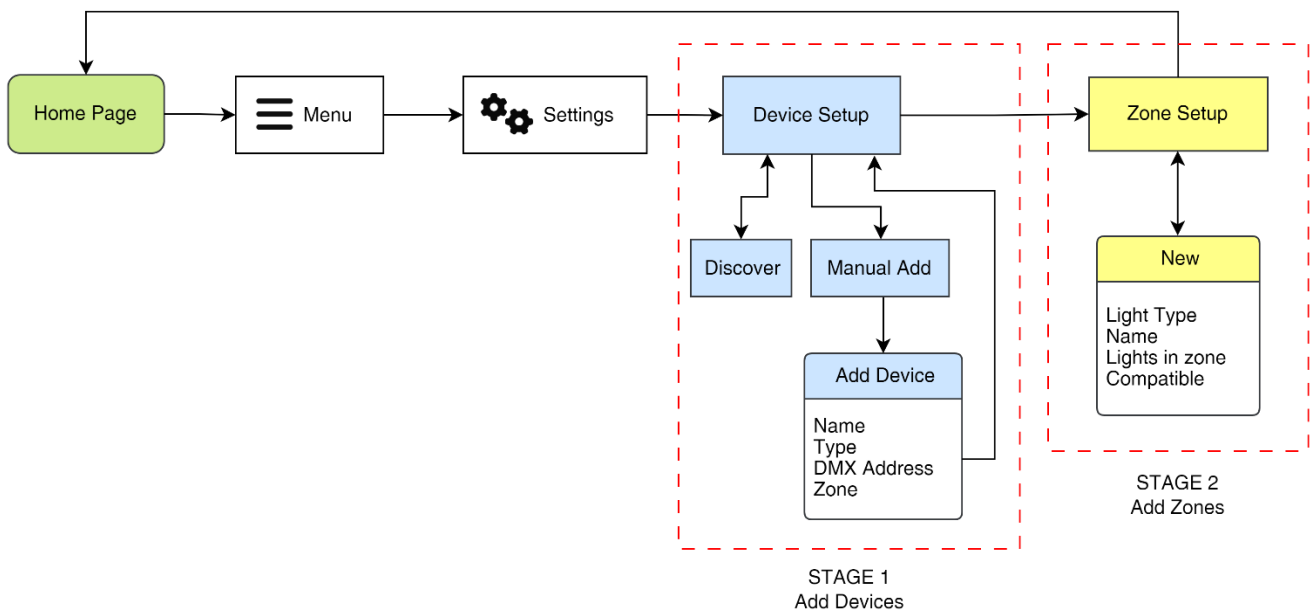 Home Page
Menu
Settings
Device Setup
Zone Setup
Discover
Manual Add
New
Light Type
Name
Lights in zone
Compatible
Add Device
Name
Type
DMX Address
Zone
STAGE 2
Add Zones
STAGE 1
Add Devices